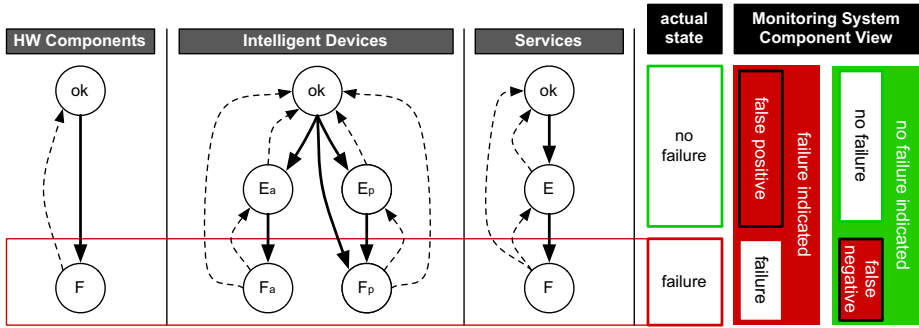 HW Components
Intelligent Devices
Services
actual
state
Monitoring System
Component View
ok
ok
ok
Ea
Ep
E
F
Fa
Fp
F
no
failure
failure
false positive
failure
failure indicated
no failure
false
negative
no failure indicated